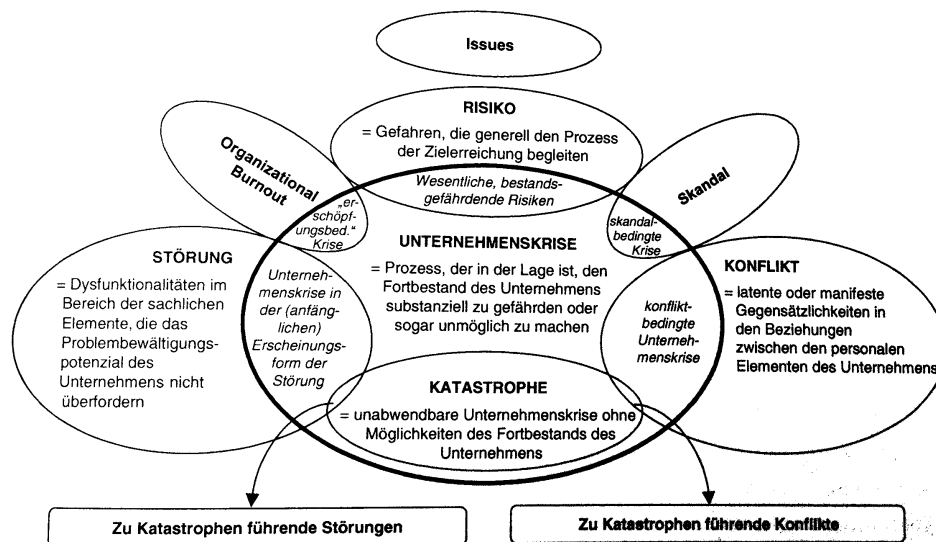 Issues
RISIKO
= Gefahren, die generell den Prozess
der Zielerreichung begleiten
Wesentliche, bestands-
gefährdende Risiken
Organizational
Burnout
„er-
schöpf-
ungsbed."
Krise
Skandal
skandal-
bedingte
Krise
STÖRUNG
= Dysfunktionalitäten im
Bereich der sachlichen
Elemente, die das
Problembewältigungs-
potenzial des
Unternehmens nicht
überfordern
Unterneh-
menskrise in
der (anfäng-
lichen)
Erscheinungs-
form der
Störung
UNTERNEHMENSKRISE
= Prozess, der in der Lage ist, den
Fortbestand des Unternehmens
substanziell zu gefährden oder
sogar unmöglich zu machen
konflikt-
bedingte
Unterneh-
menskrise
KONFLIKT
= latente oder manifeste
Gegensätzlichkeiten in
den Beziehungen
zwischen den personalen
Elementen des Unternehmens
KATASTROPHE
= unabwendbare Unternehmenskrise ohne
Möglichkeiten des Fortbestands des
Unternehmens
Zu Katastrophen führende Störungen
Zu Katastrophen führende Konflikte